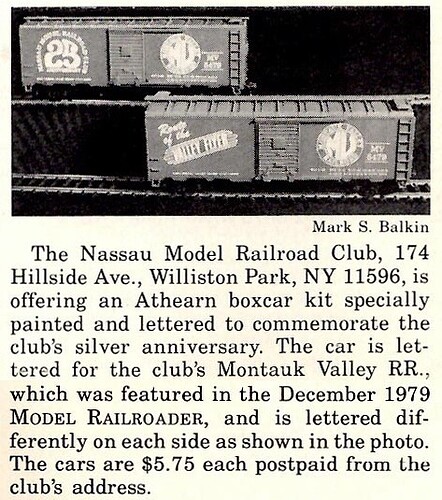 25
MV
8479
Route
of the
MV
8479
Mark S. Balkin
The Nassau Model Railroad Club, 174
Hillside Ave., Williston Park, NY 11596, is
offering an Athearn boxcar kit specially
painted and lettered to commemorate the
club's silver anniversary. The car is let-
tered for the club's Montauk Valley RR.,
which was featured in the December 1979
MODEL RAILROADER, and is lettered dif-
ferently on each side as shown in the photo.
The cars are $5.75 each postpaid from the
club's address.